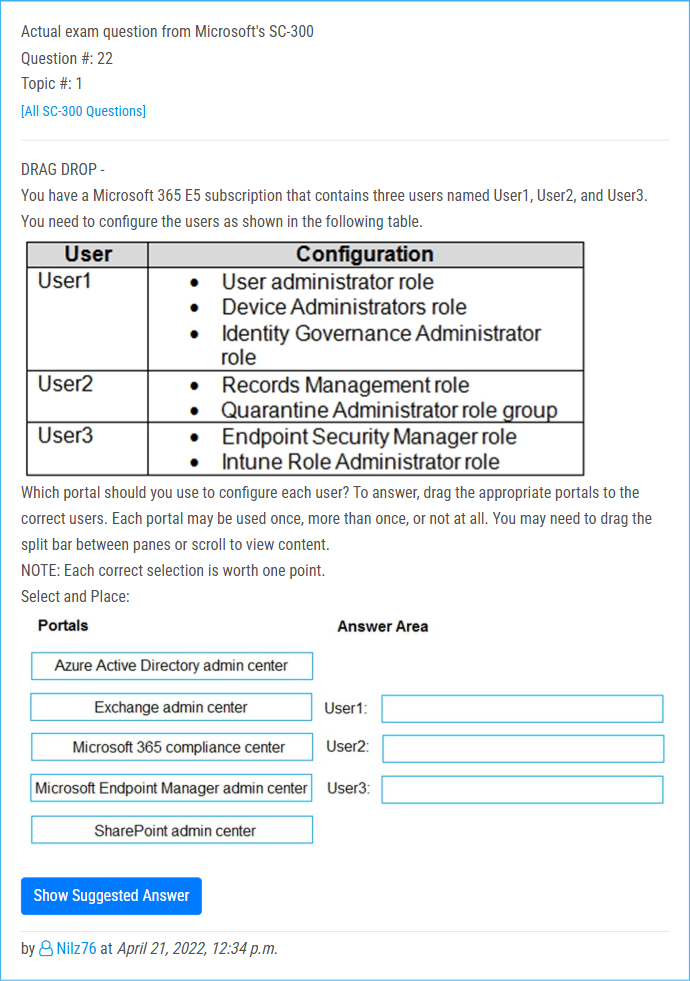 Actual exam question from Microsoft's SC-300
Question #: 22
Topic #: 1
[All SC-300 Questions]
DRAG DROP -
You have a Microsoft 365 E5 subscription that contains three users named User1, User2, and User3.
You need to configure the users as shown in the following table.
User Configuration
User1 • User administrator role
• Device Administrators role
• Identity Governance Administrator
role
User2 • Records Management role
• Quarantine Administrator role group
User3 • Endpoint Security Manager role
• Intune Role Administrator role
Which portal should you use to configure each user? To answer, drag the appropriate portals to the
correct users. Each portal may be used once, more than once, or not at all. You may need to drag the
split bar between panes or scroll to view content.
NOTE: Each correct selection is worth one point.
Select and Place:
Portals Answer Area
Azure Active Directory admin center
Exchange admin center User1:
Microsoft 365 compliance center User2:
Microsoft Endpoint Manager admin center User3:
SharePoint admin center
Show Suggested Answer
by Nilz76 at April 21, 2022, 12:34 p.m.